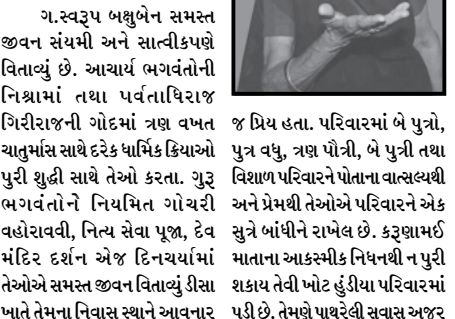 ગ.સ્વરૂપ બક્ષુબેન સમસ્ત
જીવન સંયમી અને સાત્વીકપણે
વિતાવ્યું છે. આચાર્ય ભગવંતોની
નિશ્રામાં તથા પર્વતાધિરાજ
ગિરીરાજની ગોદમાં ત્રણ વખત
ચાતુર્માસ સાથે દરેક ધાર્મિક ક્રિયાઓ
પુરી શુદ્ધી સાથે તેઓ કરતા. ગુરૂ
ભગવંતોને નિયમિત ગોચરી
વહોરાવવી, નિત્ય સેવા પૂજા, દેવ
મંદિર દર્શન એજ દિનચર્યામાં
તેઓએ સમસ્ત જીવન વિતાવ્યું ડીસા
ખાતે તેમના નિવાસ સ્થાને આવનાર
જ પ્રિય હતા. પરિવારમાં બે પુત્રો,
પુત્ર વધુ, ત્રણ પૌત્રી, બે પુત્રી તથા
વિશાળ પરિવારને પોતાના વાત્સલ્યથી
અને પ્રેમથી તેઓએ પરિવારને એક
સુત્રે બાંધીને રાખેલ છે. કરૂણામઈ
માતાના આકસ્મીક નિધનથી ન પુરી
શકાય તેવી ખોટ હુંડીયા પરિવારમાં
પડી છે. તેમણે પાથરેલી સુવાસ અજર